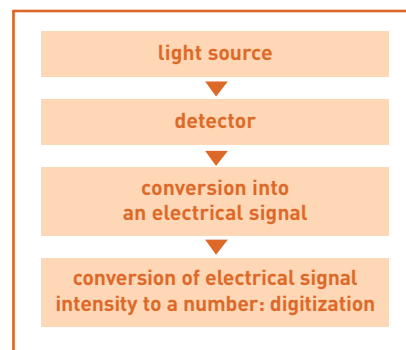 light source
detector
conversion into
an electrical signal
conversion of electrical signal
intensity to a number: digitization